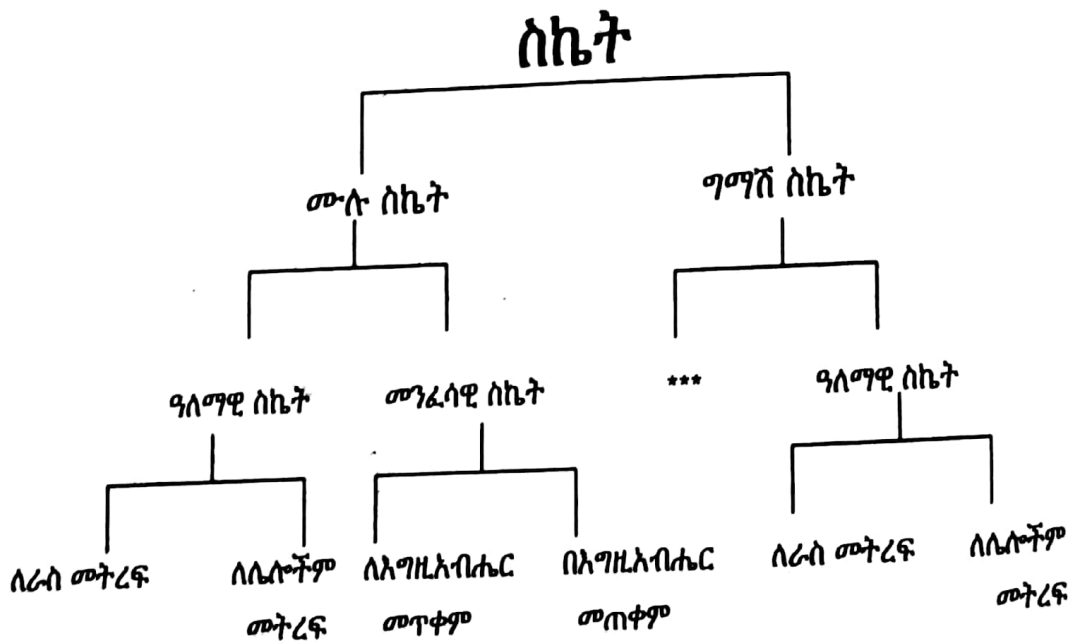 ስኬት
ሙሉ ስኬት
ግማሽ ስኬት
ዓለማዊ ስኬት
መንፈሳዊ ስኬት
***
ዓለማዊ ስኬት
ለራስ መትረፍ
ለሌሎችም
መትረፍ
ለእግዚአብሔር
መጥቀም
በእግዚአብሔር
መጠቀም
ለራስ መትረፍ
ለሌሎችም
መትረፍ